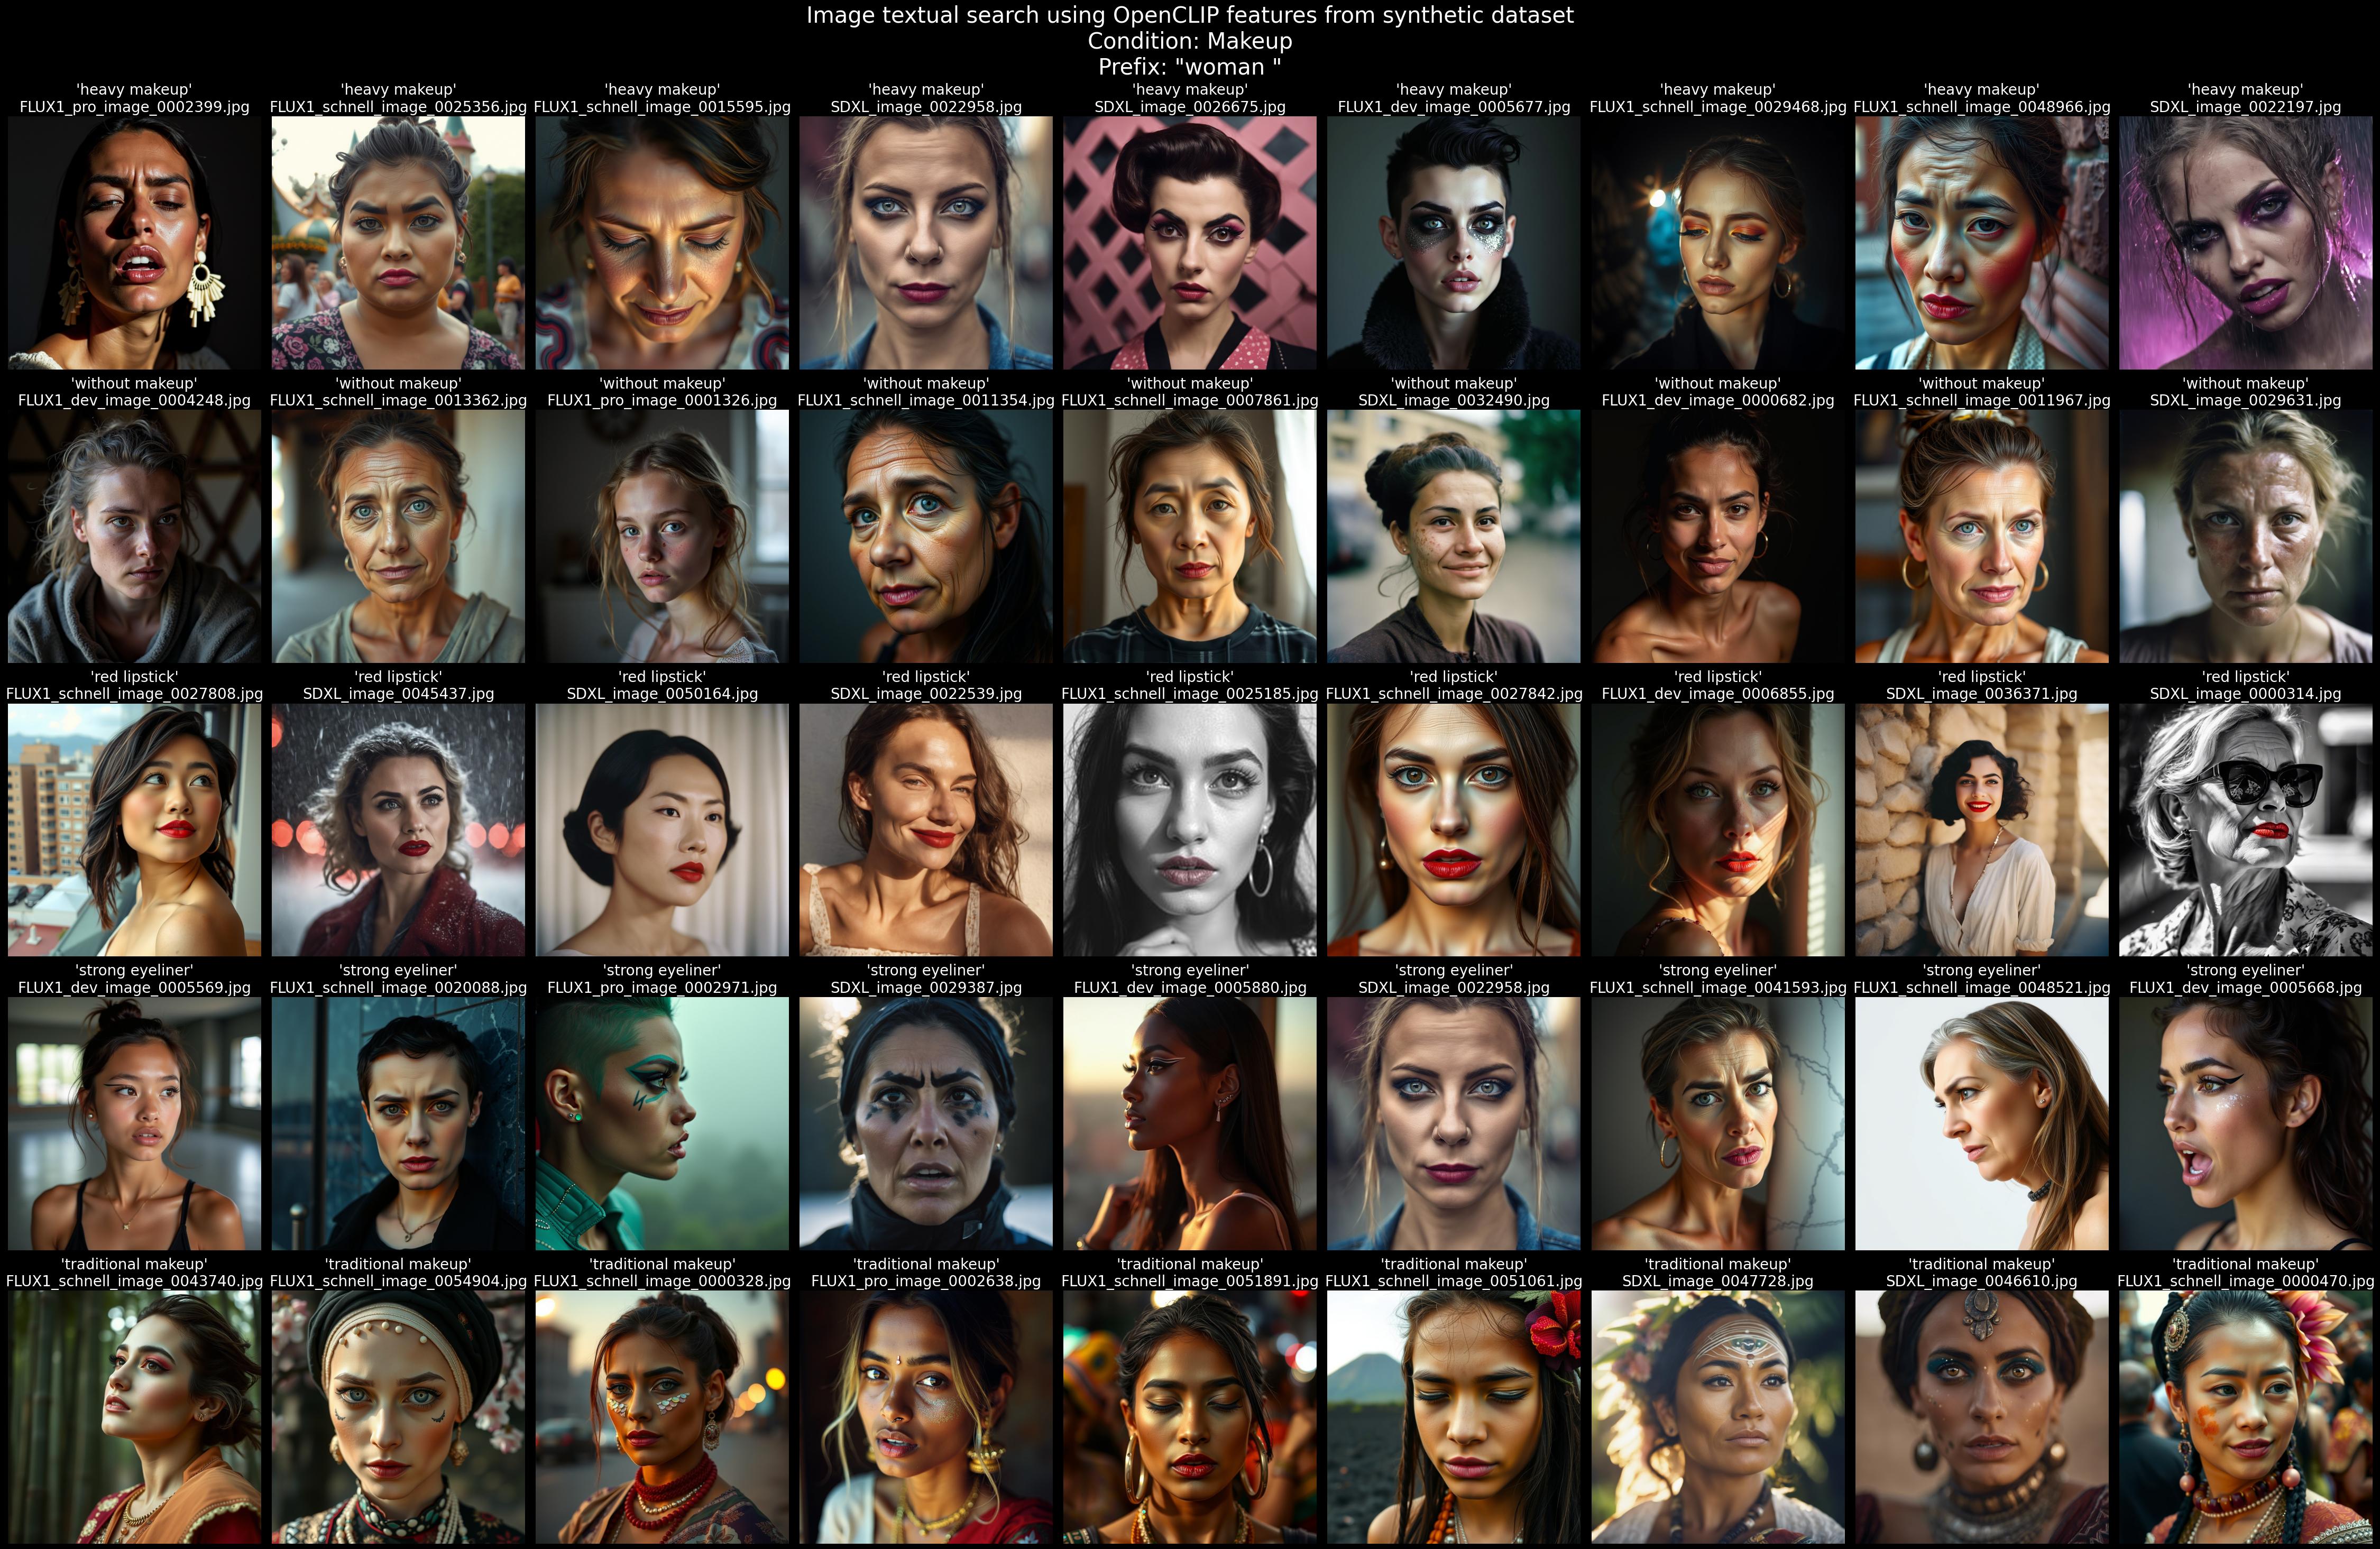 Image textual search using OpenCLIP features from synthetic dataset
Condition: Makeup
Prefix: "woman "
'heavy makeup' 'heavy makeup' 'heavy makeup' 'heavy makeup' 'heavy makeup' 'heavy makeup' 'heavy makeup' 'heavy makeup' 'heavy makeup'
FLUX1_pro_image_0002399.jpg FLUX1_schnell_image_0025356.jpg FLUX1_schnell_image_0015595.jpg SDXL_image_0022958.jpg SDXL_image_0026675.jpg FLUX1_dev_image_0005677.jpg FLUX1_schnell_image_0029468.jpg FLUX1_schnell_image_0048966.jpg SDXL_image_0022197.jpg
'without makeup' 'without makeup' 'without makeup' 'without makeup' 'without makeup' 'without makeup' 'without makeup' 'without makeup' 'without makeup'
FLUX1_dev_image_0004248.jpg FLUX1_schnell_image_0013362.jpg FLUX1_pro_image_0001326.jpg FLUX1_schnell_image_0011354.jpg FLUX1_schnell_image_0007861.jpg SDXL_image_0032490.jpg FLUX1_dev_image_0000682.jpg FLUX1_schnell_image_0011967.jpg SDXL_image_0029631.jpg
'red lipstick' 'red lipstick' 'red lipstick' 'red lipstick' 'red lipstick' 'red lipstick' 'red lipstick' 'red lipstick' 'red lipstick'
FLUX1_schnell_image_0027808.jpg SDXL_image_0045437.jpg SDXL_image_0050164.jpg SDXL_image_0022539.jpg FLUX1_schnell_image_0025185.jpg FLUX1_schnell_image_0027842.jpg FLUX1_dev_image_0006855.jpg SDXL_image_0036371.jpg SDXL_image_0000314.jpg
'strong eyeliner' 'strong eyeliner' 'strong eyeliner' 'strong eyeliner' 'strong eyeliner' 'strong eyeliner' 'strong eyeliner' 'strong eyeliner' 'strong eyeliner'
FLUX1_dev_image_0005569.jpg FLUX1_schnell_image_0020088.jpg FLUX1_pro_image_0002971.jpg SDXL_image_0029387.jpg FLUX1_dev_image_0005880.jpg SDXL_image_0022958.jpg FLUX1_schnell_image_0041593.jpg FLUX1_schnell_image_0048521.jpg FLUX1_dev_image_0005668.jpg
'traditional makeup' 'traditional makeup' 'traditional makeup' 'traditional makeup' 'traditional makeup' 'traditional makeup' 'traditional makeup' 'traditional makeup' 'traditional makeup'
FLUX1_schnell_image_0043740.jpg FLUX1_schnell_image_0054904.jpg FLUX1_schnell_image_0000328.jpg FLUX1_pro_image_0002638.jpg FLUX1_schnell_image_0051891.jpg FLUX1_schnell_image_0051061.jpg SDXL_image_0047728.jpg SDXL_image_0046610.jpg FLUX1_schnell_image_0000470.jpg